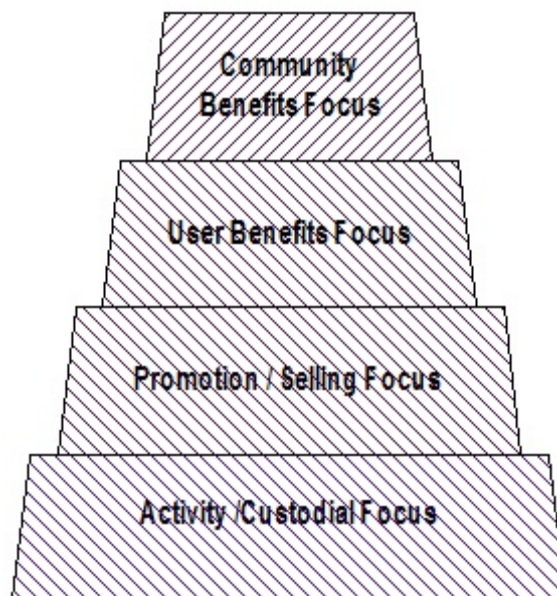 Community
Benefits Focus
User Benefits Focus
Promotion / Selling Focus
Activity /Custodial Focus